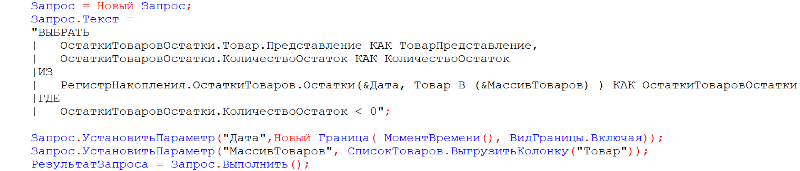 Запрос = Новый Запрос;
Запрос.Текст =
"ВЫБРАТЬ
|   ОстаткиТоваровОстатки.Товар.Представление КАК ТоварПредставление,
|   ОстаткиТоваровОстатки.КоличествоОстаток КАК КоличествоОстаток
|ИЗ
|   РегистрНакопления.ОстаткиТоваров.Остатки(&Дата, Товар В (&МассивТоваров) ) КАК ОстаткиТоваровОстатки
|ГДЕ
|   ОстаткиТоваровОстатки.КоличествоОстаток < 0";
Запрос.УстановитьПараметр("Дата",Новый Граница( МоментВремени(), ВидГраницы.Включая));
Запрос.УстановитьПараметр("МассивТоваров", СписокТоваров.ВыгрузитьКолонку("Товар"));
РезультатЗапроса = Запрос.Выполнить();